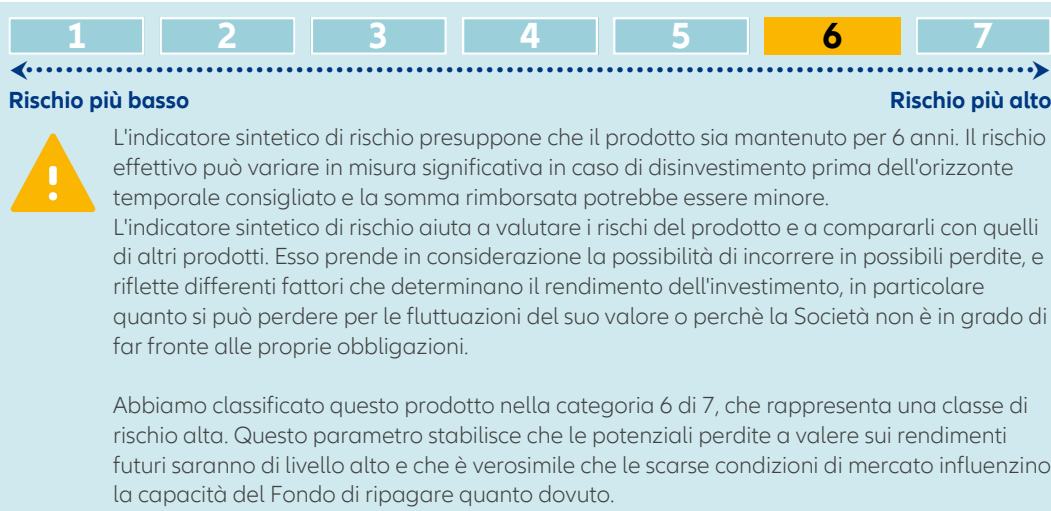 1 2 3 4 5 6 7
Rischio più basso Rischio più alto
L'indicatore sintetico di rischio presuppone che il prodotto sia mantenuto per 6 anni. Il rischio
effettivo può variare in misura significativa in caso di disinvestimento prima dell'orizzonte
temporale consigliato e la somma rimborsata potrebbe essere minore.
L'indicatore sintetico di rischio aiuta a valutare i rischi del prodotto e a compararli con quelli
di altri prodotti. Esso prende in considerazione la possibilità di incorrere in possibili perdite, e
riflette differenti fattori che determinano il rendimento dell'investimento, in particolare
quanto si può perdere per le fluttuazioni del suo valore o perchè la Società non è in grado di
far fronte alle proprie obbligazioni.
Abbiamo classificato questo prodotto nella categoria 6 di 7, che rappresenta una classe di
rischio alta. Questo parametro stabilisce che le potenziali perdite a valere sui rendimenti
futuri saranno di livello alto e che è verosimile che le scarse condizioni di mercato influenzino
la capacità del Fondo di ripagare quanto dovuto.